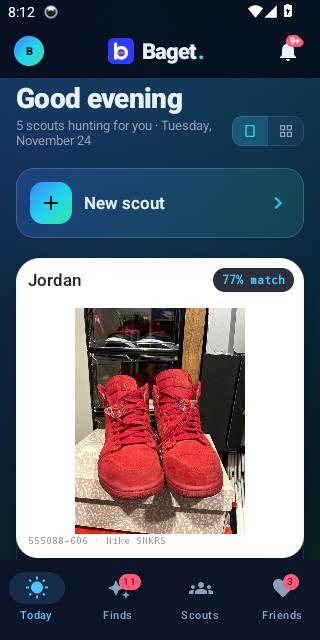 8:12
B
b Baget.
9+
Good evening
5 scouts hunting for you · Tuesday,
November 24
New scout
Jordan
77% match
555088-606 · Nike SNKRS
11
3
Today
Finds
Scouts
Friends